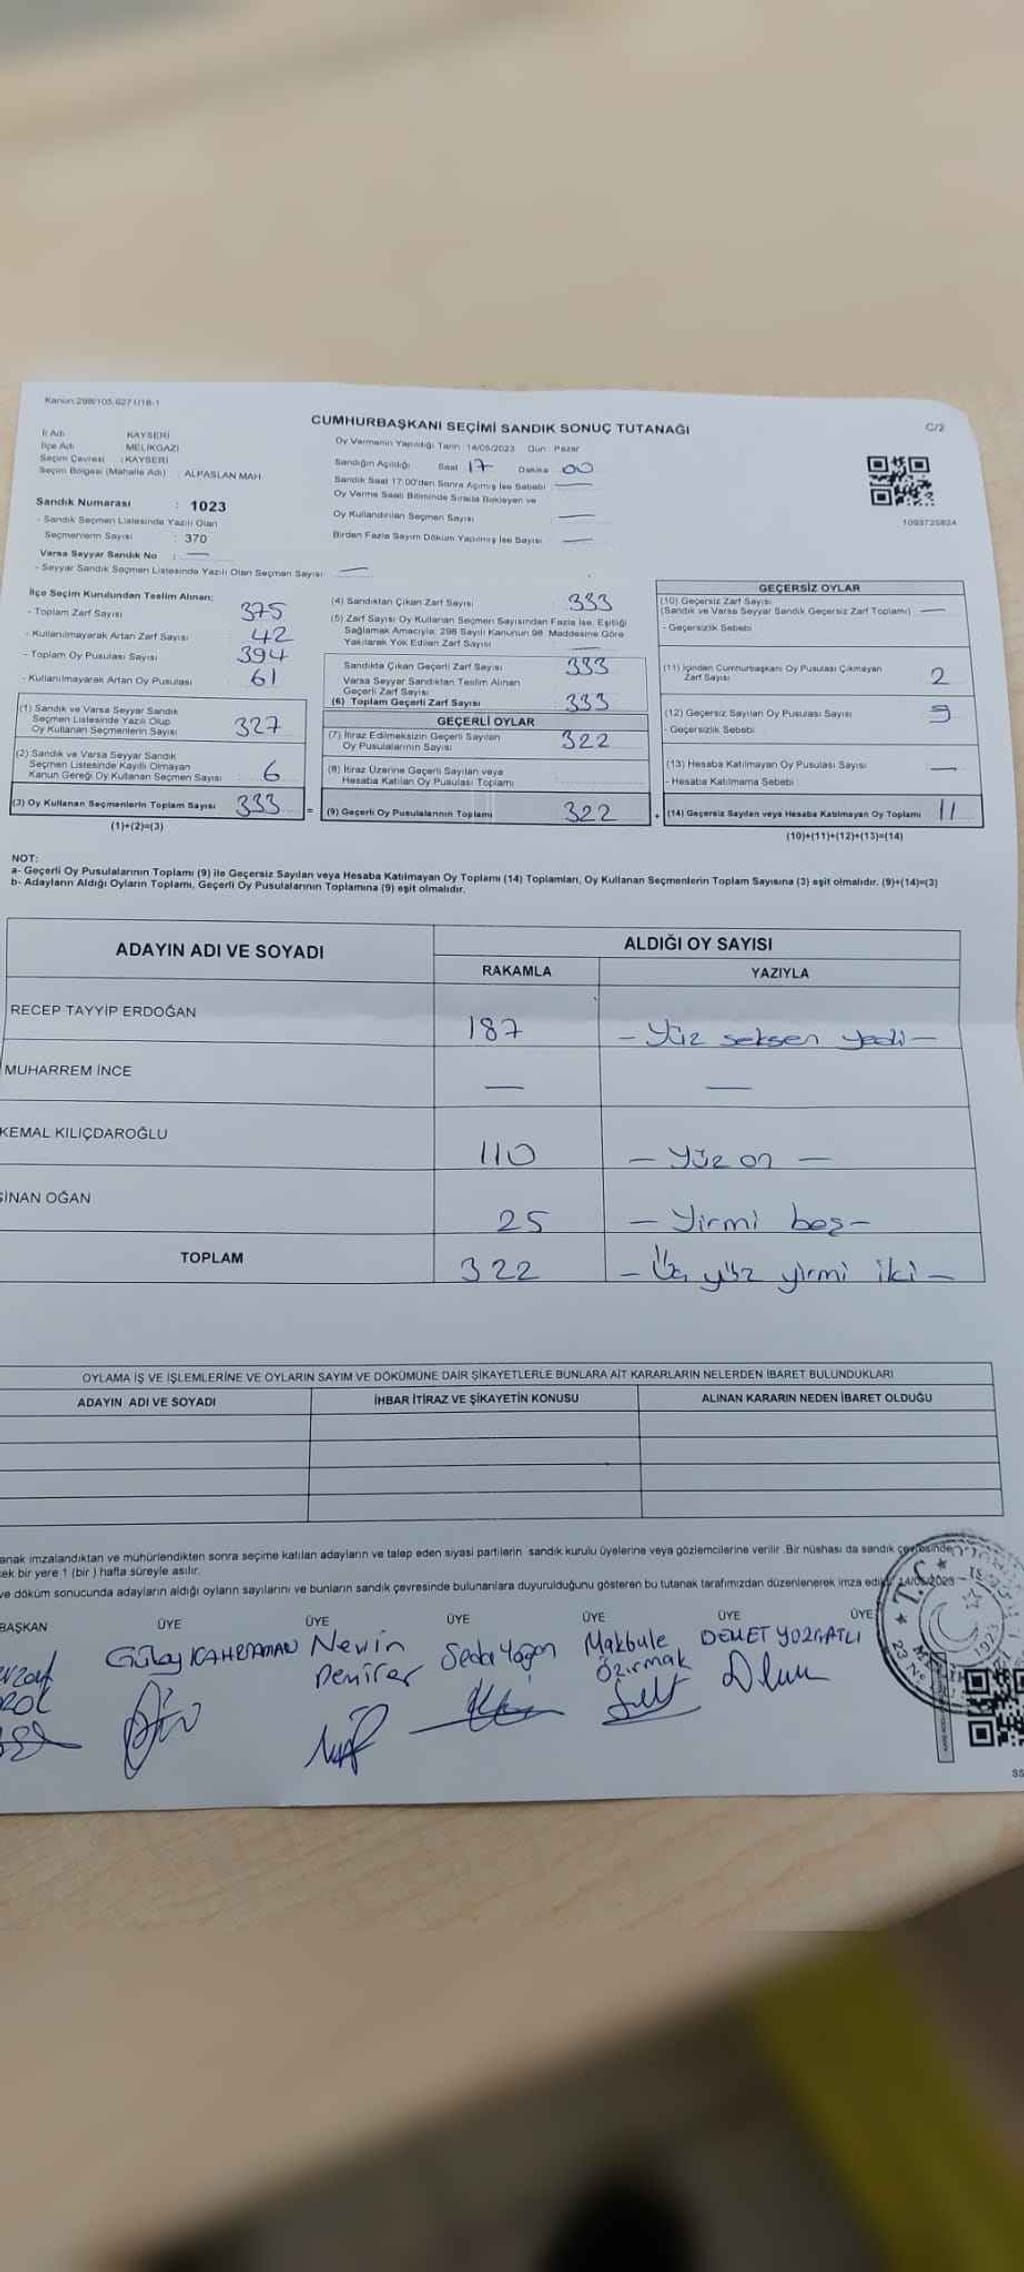 Kanun:298/105,6271/18-1
CUMHURBAŞKANI SEÇİMİ SANDIK SONUÇ TUTANAĞI
C/2
İl Adı : KAYSERİ
İlçe Adı : MELİKGAZİ
Seçim Çevresi : KAYSERİ
Seçim Bölgesi (Mahalle Adı) : ALPASLAN MAH.
Sandık Numarası : 1023
- Sandık Seçmen Listesinde Yazılı Olan
Seçmenlerin Sayısı : 370
Varsa Seyyar Sandık No : —
- Seyyar Sandık Seçmen Listesinde Yazılı Olan Seçmen Sayısı —
Oy Vermenin Yapıldığı Tarih : 14/05/2023 Gün : Pazar
Sandığın Açıldığı Saat 17 Dakika 00
Sandık Saat 17:00'den Sonra Açılmış İse Sebebi —
Oy Verme Saati Bitiminde Sırada Bekleyen ve
Oy Kullandırılan Seçmen Sayısı —
Birden Fazla Sayım Döküm Yapılmış İse Sayısı —
1093725824
İlçe Seçim Kurulundan Teslim Alınan;
- Toplam Zarf Sayısı 375
- Kullanılmayarak Artan Zarf Sayısı 42
- Toplam Oy Pusulası Sayısı 394
- Kullanılmayarak Artan Oy Pusulası 61
(1) Sandık ve Varsa Seyyar Sandık
Seçmen Listesinde Yazılı Olup
Oy Kullanan Seçmenlerin Sayısı 327
(2) Sandık ve Varsa Seyyar Sandık
Seçmen Listesinde Kayıtlı Olmayan
Kanun Gereği Oy Kullanan Seçmen Sayısı 6
(3) Oy Kullanan Seçmenlerin Toplam Sayısı 333 =
(1)+(2)=(3)
(4) Sandıktan Çıkan Zarf Sayısı 333
(5) Zarf Sayısı Oy Kullanan Seçmen Sayısından Fazla İse, Eşitliği
Sağlamak Amacıyla, 298 Sayılı Kanunun 98. Maddesine Göre
Yakılarak Yok Edilen Zarf Sayısı —
Sandıkta Çıkan Geçerli Zarf Sayısı 333
Varsa Seyyar Sandıktan Teslim Alınan
Geçerli Zarf Sayısı
(6) Toplam Geçerli Zarf Sayısı 333
GEÇERLİ OYLAR
(7) İtiraz Edilmeksizin Geçerli Sayılan
Oy Pusulalarının Sayısı 322
(8) İtiraz Üzerine Geçerli Sayılan veya
Hesaba Katılan Oy Pusulası Toplamı
(9) Geçerli Oy Pusulalarının Toplamı 322 +
GEÇERSİZ OYLAR
(10) Geçersiz Zarf Sayısı
(Sandık ve Varsa Seyyar Sandık Geçersiz Zarf Toplamı) —
- Geçersizlik Sebebi
(11) İçinden Cumhurbaşkanı Oy Pusulası Çıkmayan
Zarf Sayısı 2
(12) Geçersiz Sayılan Oy Pusulası Sayısı 9
- Geçersizlik Sebebi
(13) Hesaba Katılmayan Oy Pusulası Sayısı —
- Hesaba Katılmama Sebebi
(14) Geçersiz Sayılan veya Hesaba Katılmayan Oy Toplamı 11
(10)+(11)+(12)+(13)=(14)
NOT:
a- Geçerli Oy Pusulalarının Toplamı (9) ile Geçersiz Sayılan veya Hesaba Katılmayan Oy Toplamı (14) Toplamları, Oy Kullanan Seçmenlerin Toplam Sayısına (3) eşit olmalıdır. (9)+(14)=(3)
b- Adayların Aldığı Oyların Toplamı, Geçerli Oy Pusulalarının Toplamına (9) eşit olmalıdır.
ADAYIN ADI VE SOYADI
ALDIĞI OY SAYISI
RAKAMLA YAZIYLA
RECEP TAYYİP ERDOĞAN 187 — Yüz seksen yedi —
MUHARREM İNCE — —
KEMAL KILIÇDAROĞLU 110 — Yüz on —
SİNAN OĞAN 25 — Yirmi beş —
TOPLAM 322 — Üç yüz yirmi iki —
OYLAMA İŞ VE İŞLEMLERİNE VE OYLARIN SAYIM VE DÖKÜMÜNE DAİR ŞİKAYETLERLE BUNLARA AİT KARARLARIN NELERDEN İBARET BULUNDUKLARI
ADAYIN ADI VE SOYADI İHBAR İTİRAZ VE ŞİKAYETİN KONUSU ALINAN KARARIN NEDEN İBARET OLDUĞU
anak imzalandıktan ve mühürlendikten sonra seçime katılan adayların ve talep eden siyasi partilerin sandık kurulu üyelerine veya gözlemcilerine verilir .Bir nüshası da sandık çevresinde
ek bir yere 1 (bir ) hafta süreyle asılır.
ve döküm sonucunda adayların aldığı oyların sayılarını ve bunların sandık çevresinde bulunanlara duyurulduğunu gösteren bu tutanak tarafımızdan düzenlenerek imza edildi. 14/05/2023
BAŞKAN ÜYE ÜYE ÜYE ÜYE ÜYE ÜYE
Gülay KAHRAMAN
Nevin
Demirer
Seda Yağan
Makbule
Özırmak
DEMET YOZGATLI
T.C.